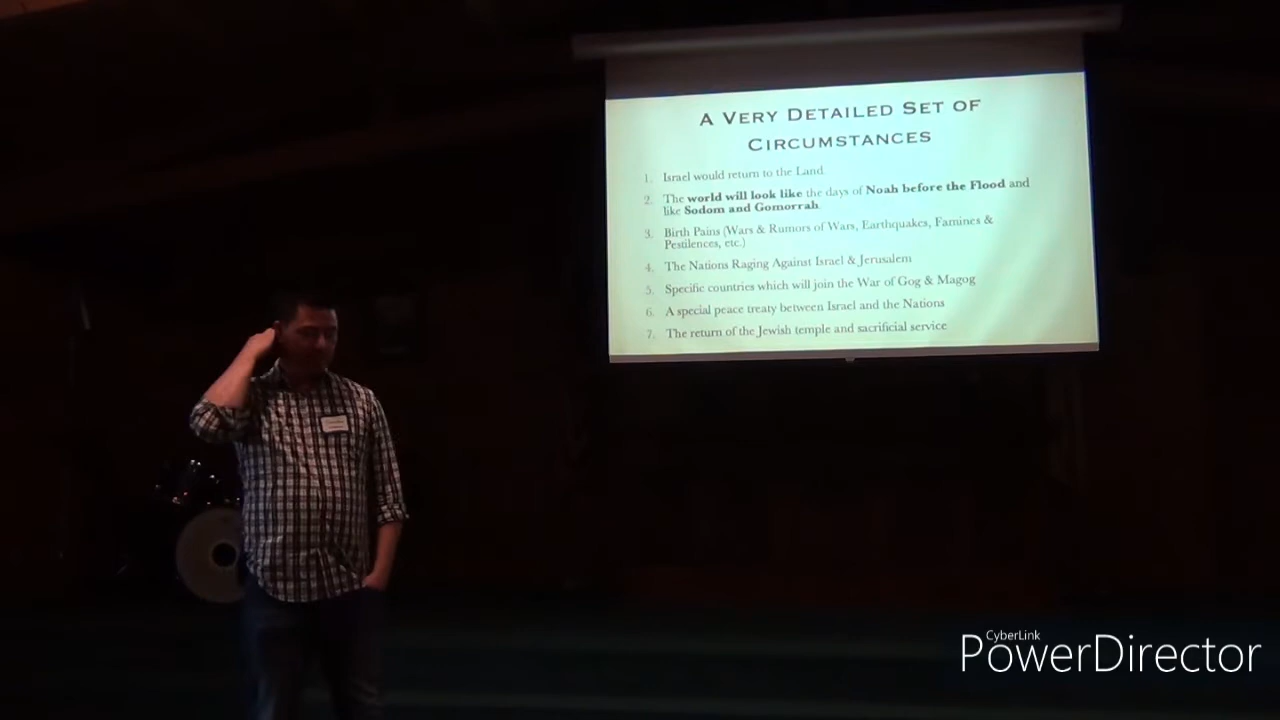 A VERY DETAILED SET OF
CIRCUMSTANCES
1. Israel would return to the Land
2. The world will look like the days of Noah before the Flood and
like Sodom and Gomorrah.
3. Birth Pains (Wars & Rumors of Wars, Earthquakes, Famines &
Pestilences, etc.)
4. The Nations Raging Against Israel & Jerusalem
5. Specific countries which will join the War of Gog & Magog
6. A special peace treaty between Israel and the Nations
7. The return of the Jewish temple and sacrificial service
CyberLink
PowerDirector